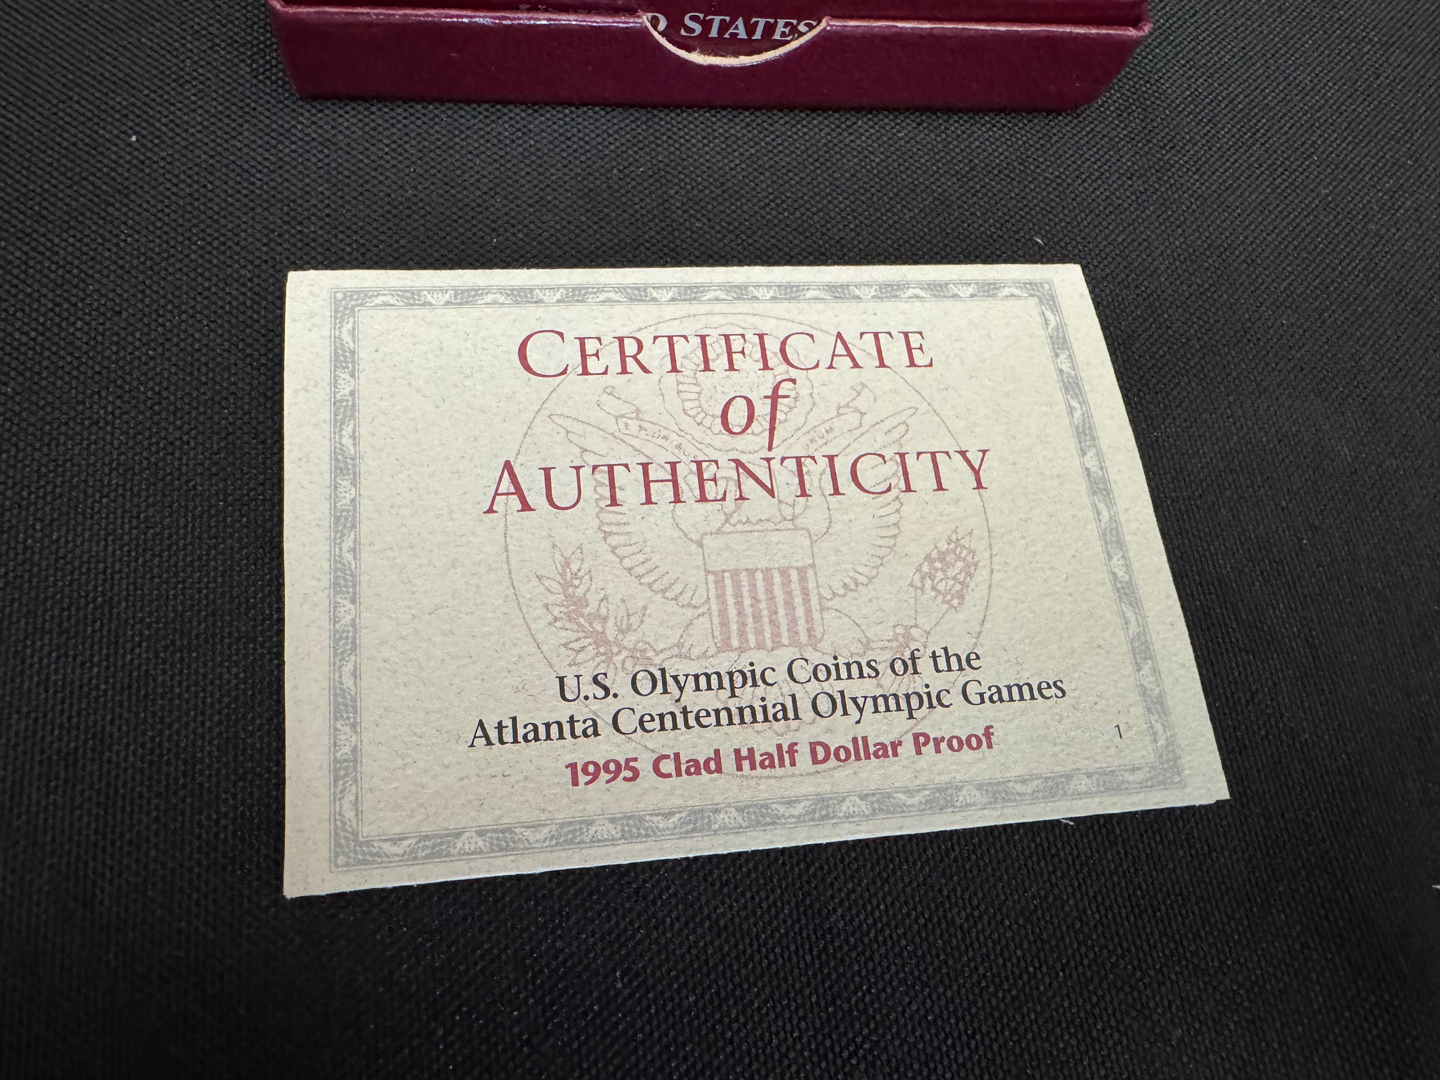 STATES
CERTIFICATE
of
AUTHENTICITY
U.S. Olympic Coins of the
Atlanta Centennial Olympic Games
1995 Clad Half Dollar Proof
1